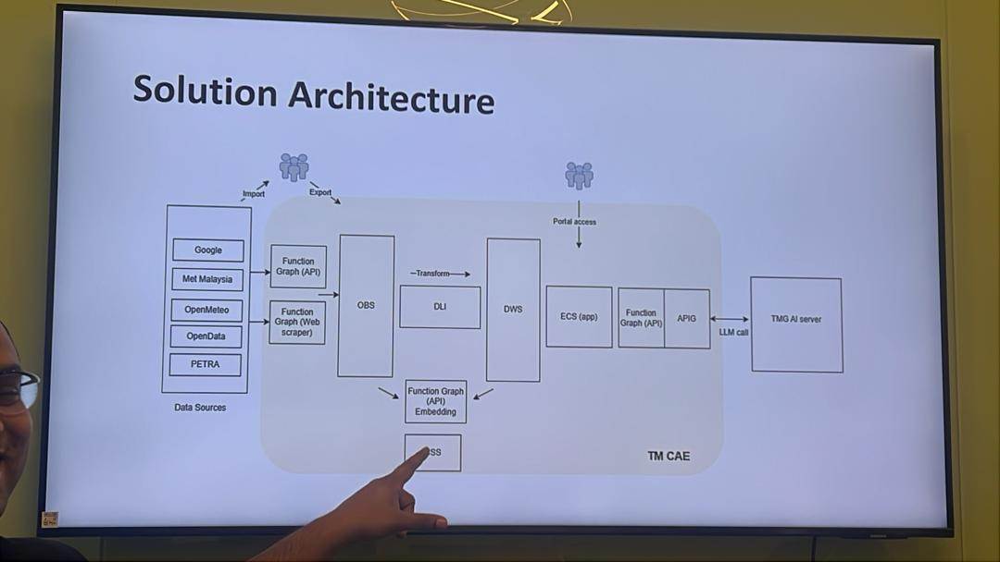 Solution Architecture
Import
Export
Portal access
Google
Met Malaysia
OpenMeteo
OpenData
PETRA
Data Sources
Function
Graph (API)
Function
Graph (Web
scraper)
OBS
Transform
DLI
DWS
ECS (app)
Function
Graph (API)
APIG
LLM call
TMG AI server
Function Graph
(API)
Embedding
TM CAE